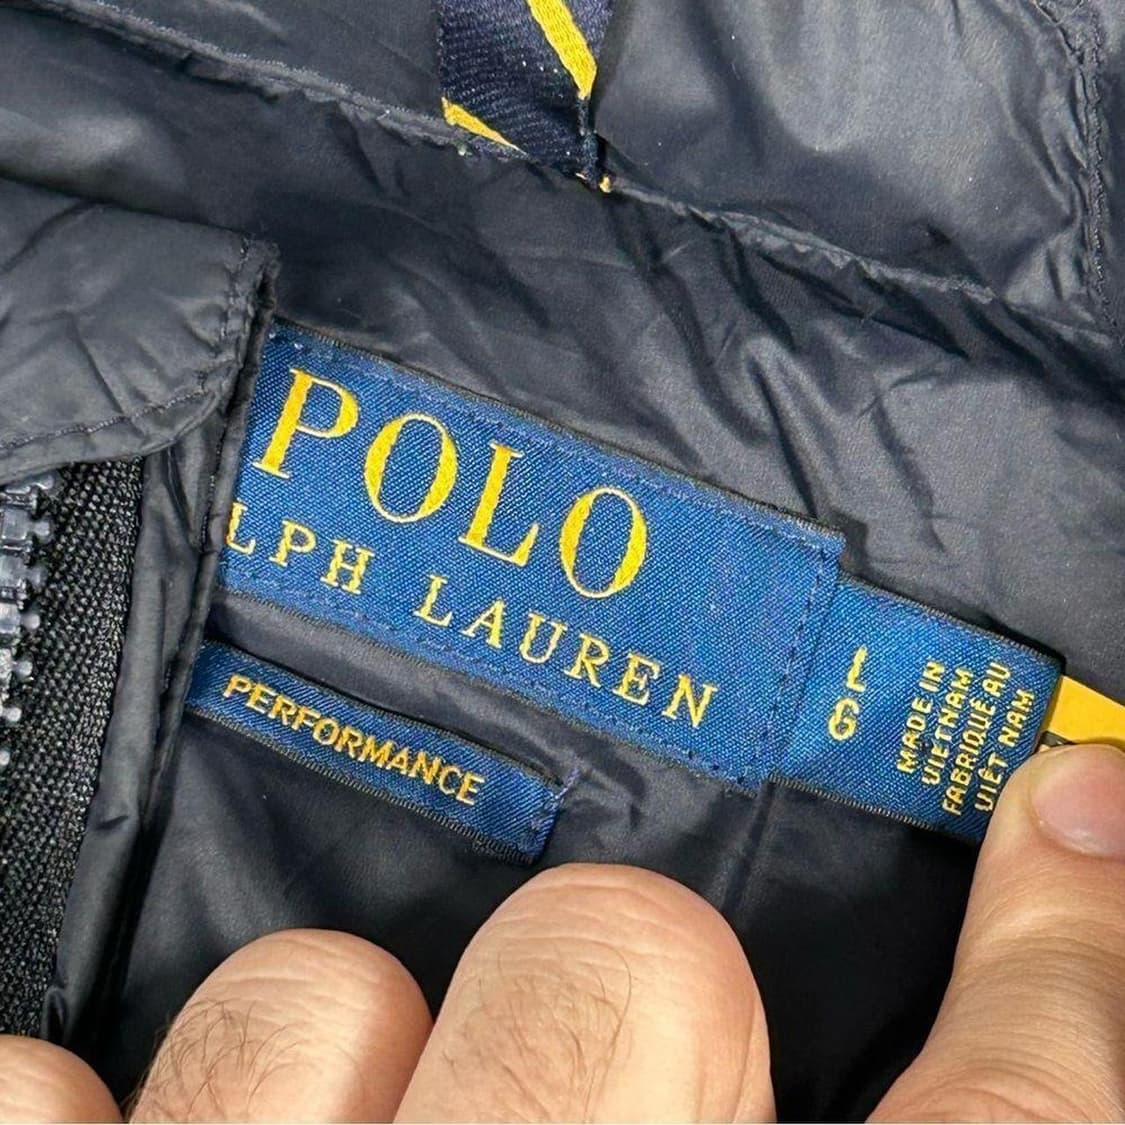 POLO
LPH LAUREN
PERFORMANCE
L
G
MADE IN
VIETNAM
FABRIQUÉ AU
VIÊT NAM